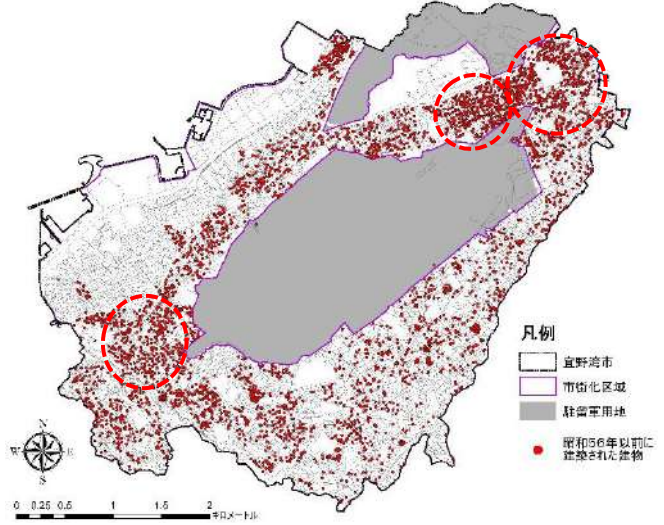 凡例
宜野湾市
市街化区域
駐留軍用地
昭和56年以前に
建築された建物
N
W E
S
0 0.25 0.5 1 1.5 2
キロメートル